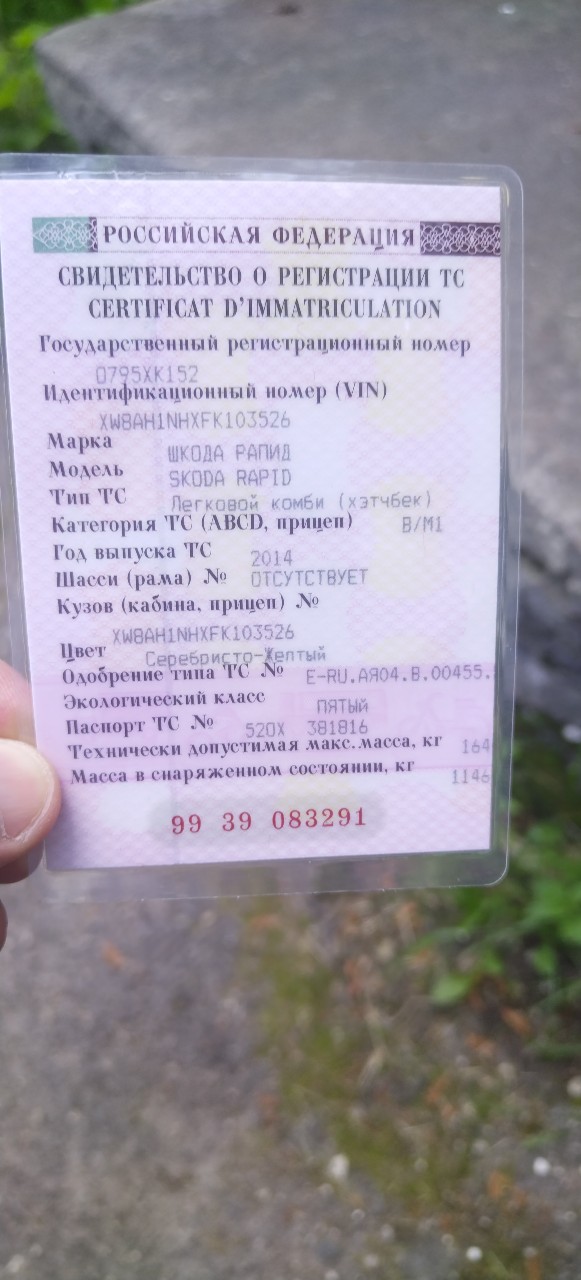 РОССИЙСКАЯ ФЕДЕРАЦИЯ
СВИДЕТЕЛЬСТВО О РЕГИСТРАЦИИ ТС
CERTIFICAT D'IMMATRICULATION
Государственный регистрационный номер
О795ХК152
Идентификационный номер (VIN)
XW8AH1NHXFK103526
Марка ШКОДА РАПИД
Модель SKODA RAPID
Тип ТС Легковой комби (хэтчбек)
Категория ТС (ABCD, прицеп) B/M1
Год выпуска ТС 2014
Шасси (рама) № ОТСУТСТВУЕТ
Кузов (кабина, прицеп) №
XW8AH1NHXFK103526
Цвет Серебристо-Желтый
Одобрение типа ТС № E-RU.АЯ04.В.00455.
Экологический класс ПЯТЫЙ
Паспорт ТС № 52ОХ 381816
Технически допустимая макс.масса, кг 164
Масса в снаряженном состоянии, кг 1146
99 39 083291